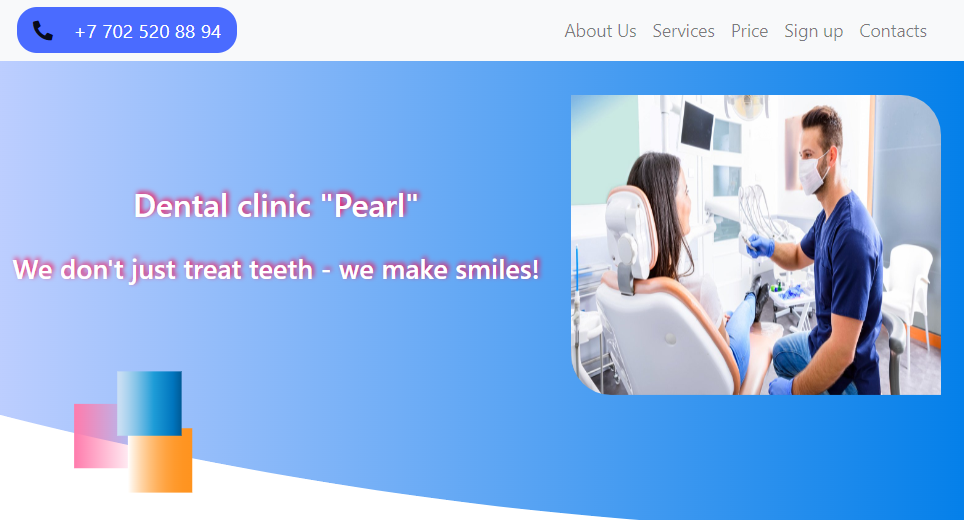 +7 702 520 88 94
About Us Services Price Sign up Contacts
Dental clinic "Pearl"
We don't just treat teeth - we make smiles!